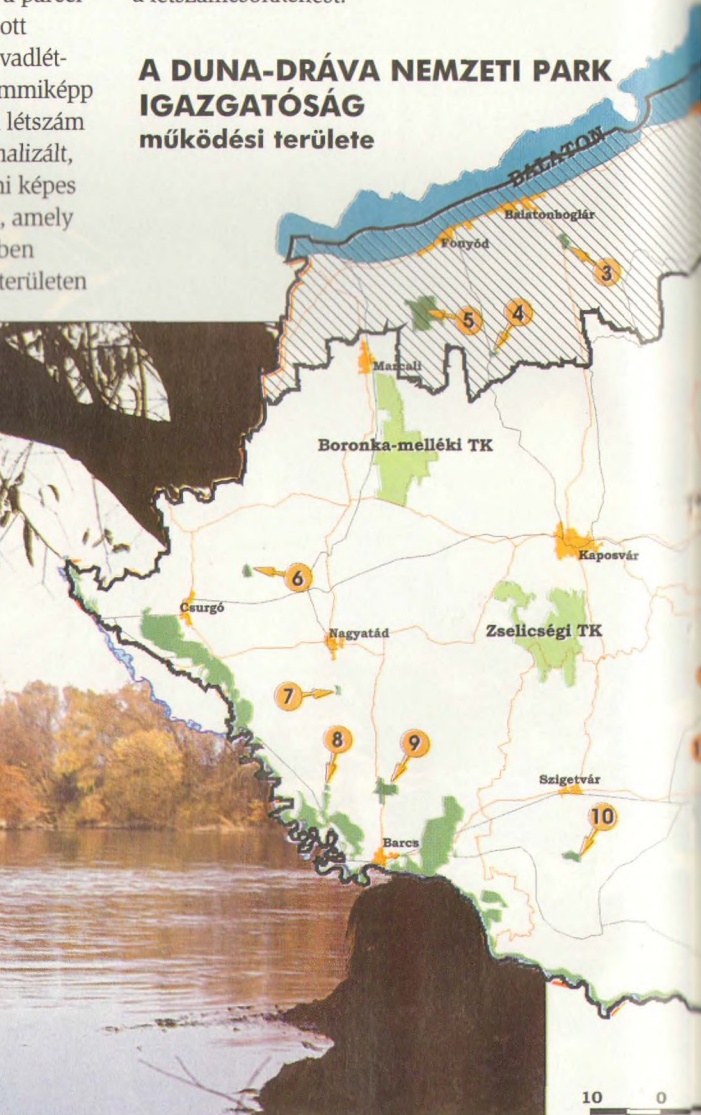 ott
vadlét-
mmiképp
létszám
nalizált,
ni képes
, amely
ben
területen
A DUNA-DRÁVA NEMZETI PARK
IGAZGATÓSÁG
működési területe
BALATON
Balatonboglár
Fonyód
3
5
4
Marcali
Boronka-melléki TK
Kaposvár
6
Csurgó
Nagyatád
Zselicségi TK
7
8
9
Szigetvár
10
Barcs
10 0